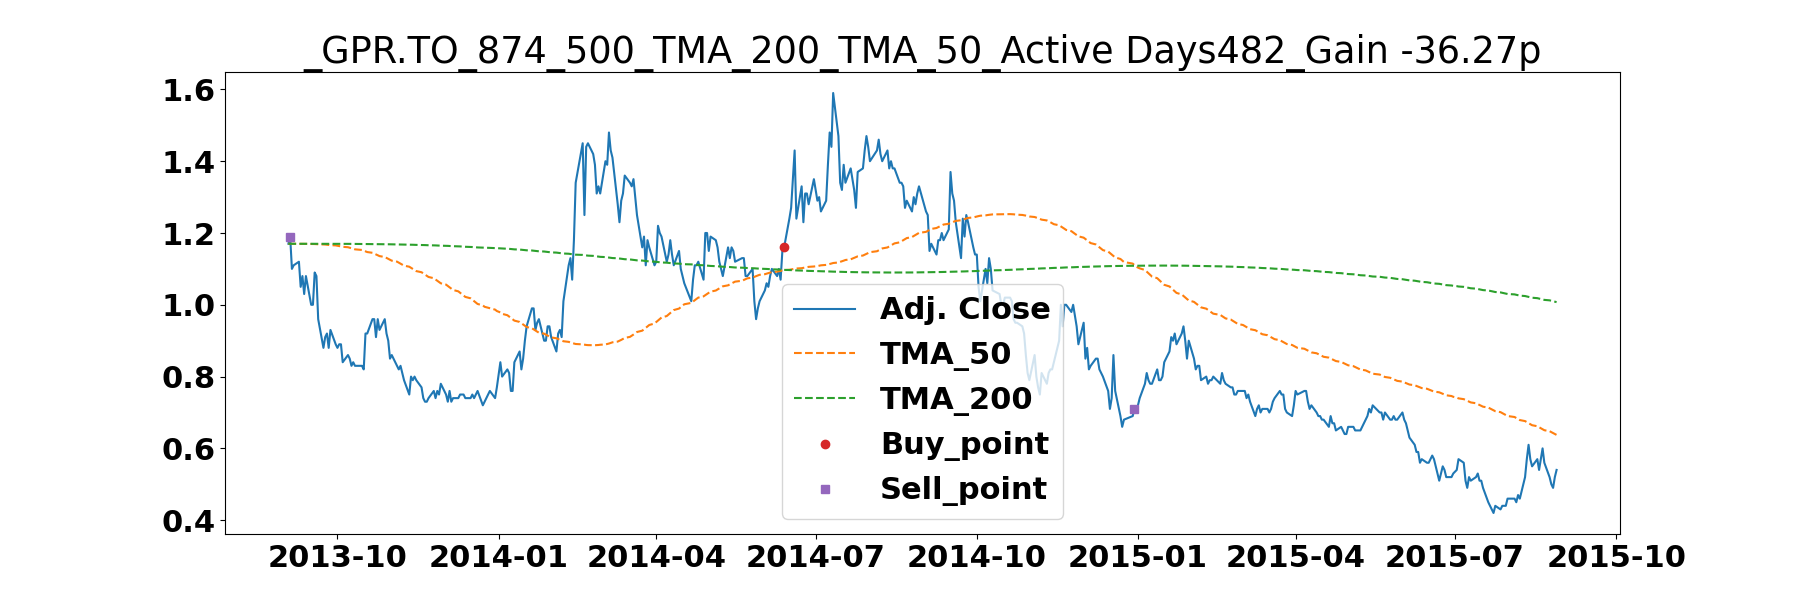 _GPR.TO_874_500_TMA_200_TMA_50_Active Days482_Gain -36.27p
1.6
1.4
1.2
1.0
0.8
0.6
0.4
Adj. Close
TMA_50
TMA_200
Buy_point
Sell_point
2013-10 2014-01 2014-04 2014-07 2014-10 2015-01 2015-04 2015-07 2015-10